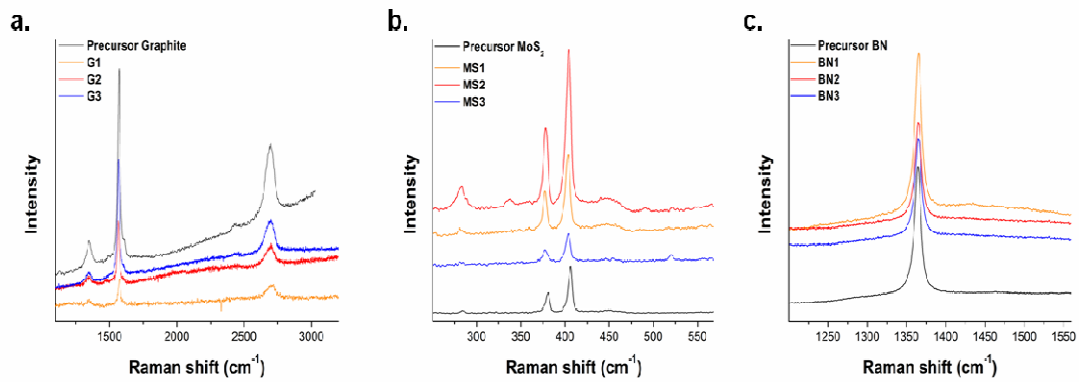 a.
Precursor Graphite
G1
G2
G3
Intensity
1500 2000 2500 3000
Raman shift (cm⁻¹)
b.
Precursor MoS₂
MS1
MS2
MS3
Intensity
300 350 400 450 500 550
Raman shift (cm⁻¹)
c.
Precursor BN
BN1
BN2
BN3
Intensity
1250 1300 1350 1400 1450 1500 1550
Raman shift (cm⁻¹)